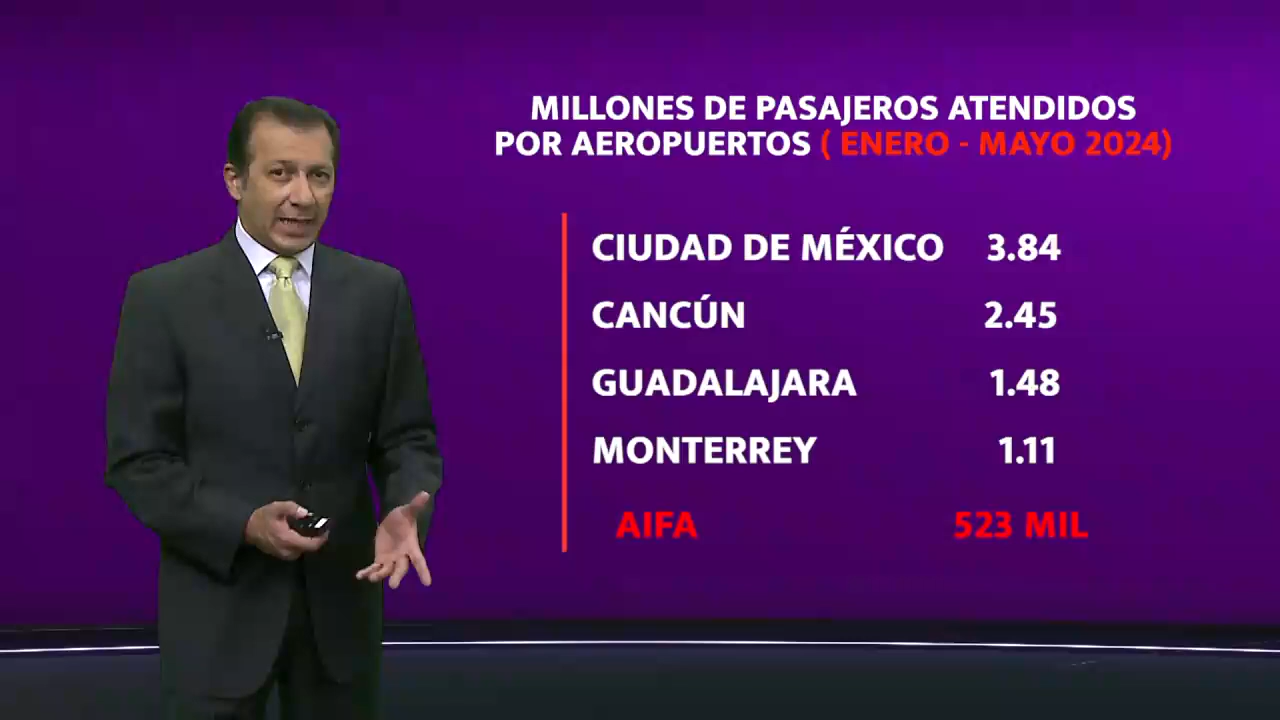 MILLONES DE PASAJEROS ATENDIDOS
POR AEROPUERTOS ( ENERO - MAYO 2024)
CIUDAD DE MÉXICO 3.84
CANCÚN 2.45
GUADALAJARA 1.48
MONTERREY 1.11
AIFA 523 MIL